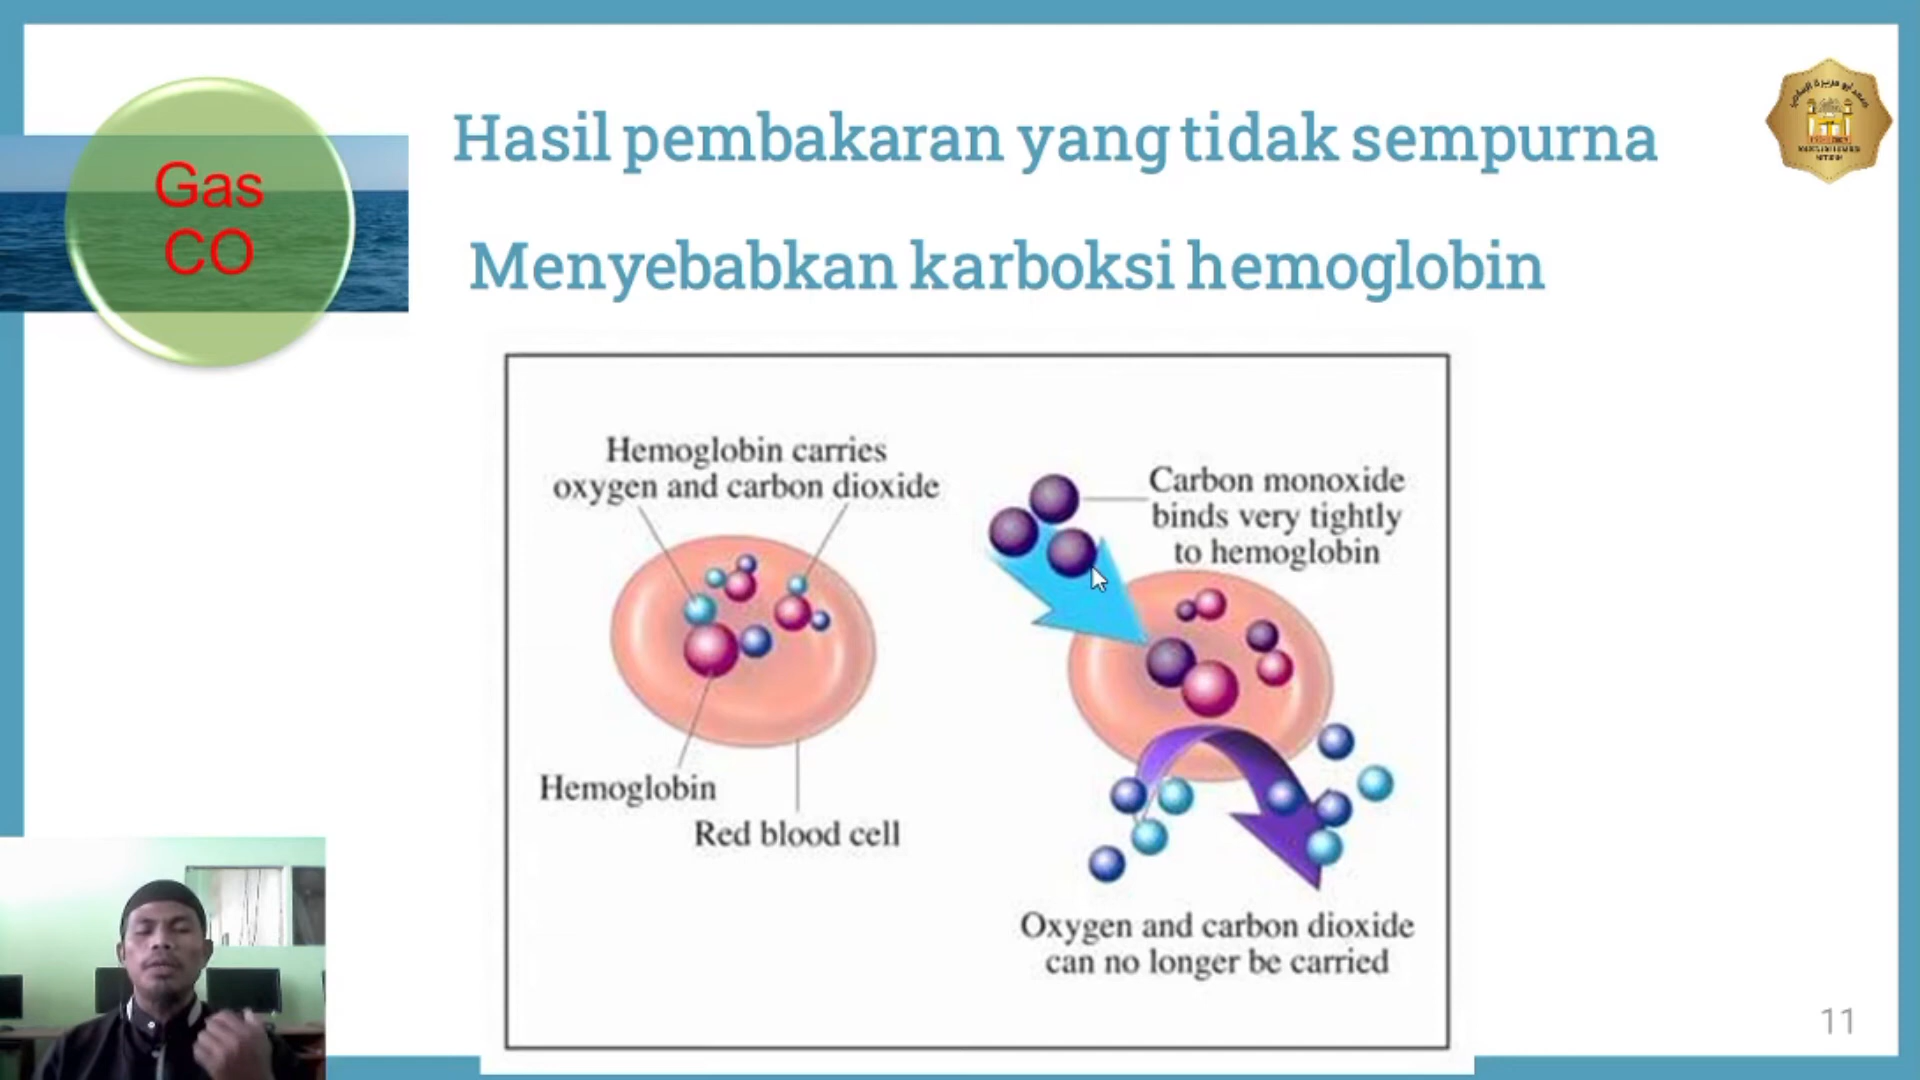 Gas
CO
Hasil pembakaran yang tidak sempurna
Menyebabkan karboksi hemoglobin
Hemoglobin carries
oxygen and carbon dioxide
Hemoglobin
Red blood cell
Carbon monoxide
binds very tightly
to hemoglobin
Oxygen and carbon dioxide
can no longer be carried
11